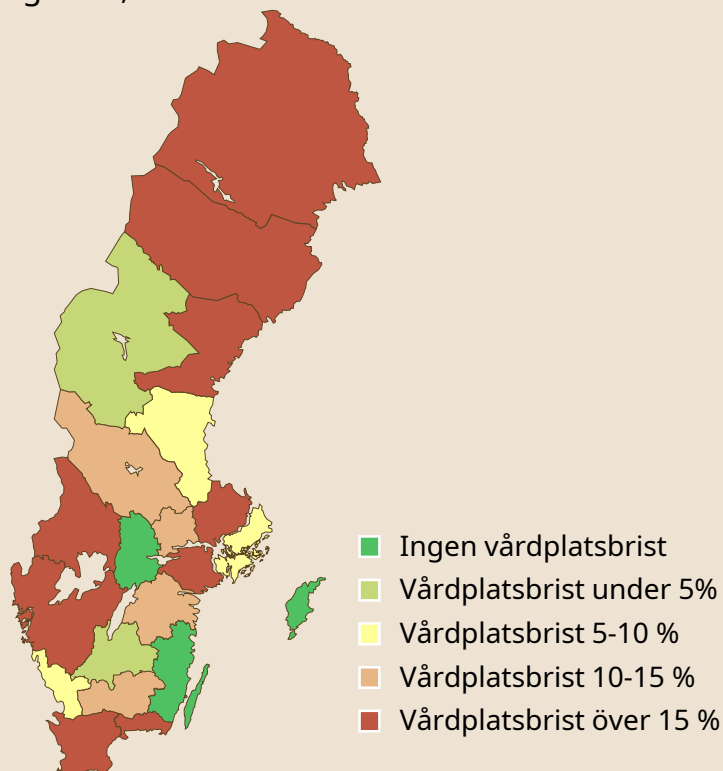 Ingen vårdplatsbrist
Vårdplatsbrist under 5%
Vårdplatsbrist 5-10 %
Vårdplatsbrist 10-15 %
Vårdplatsbrist över 15 %